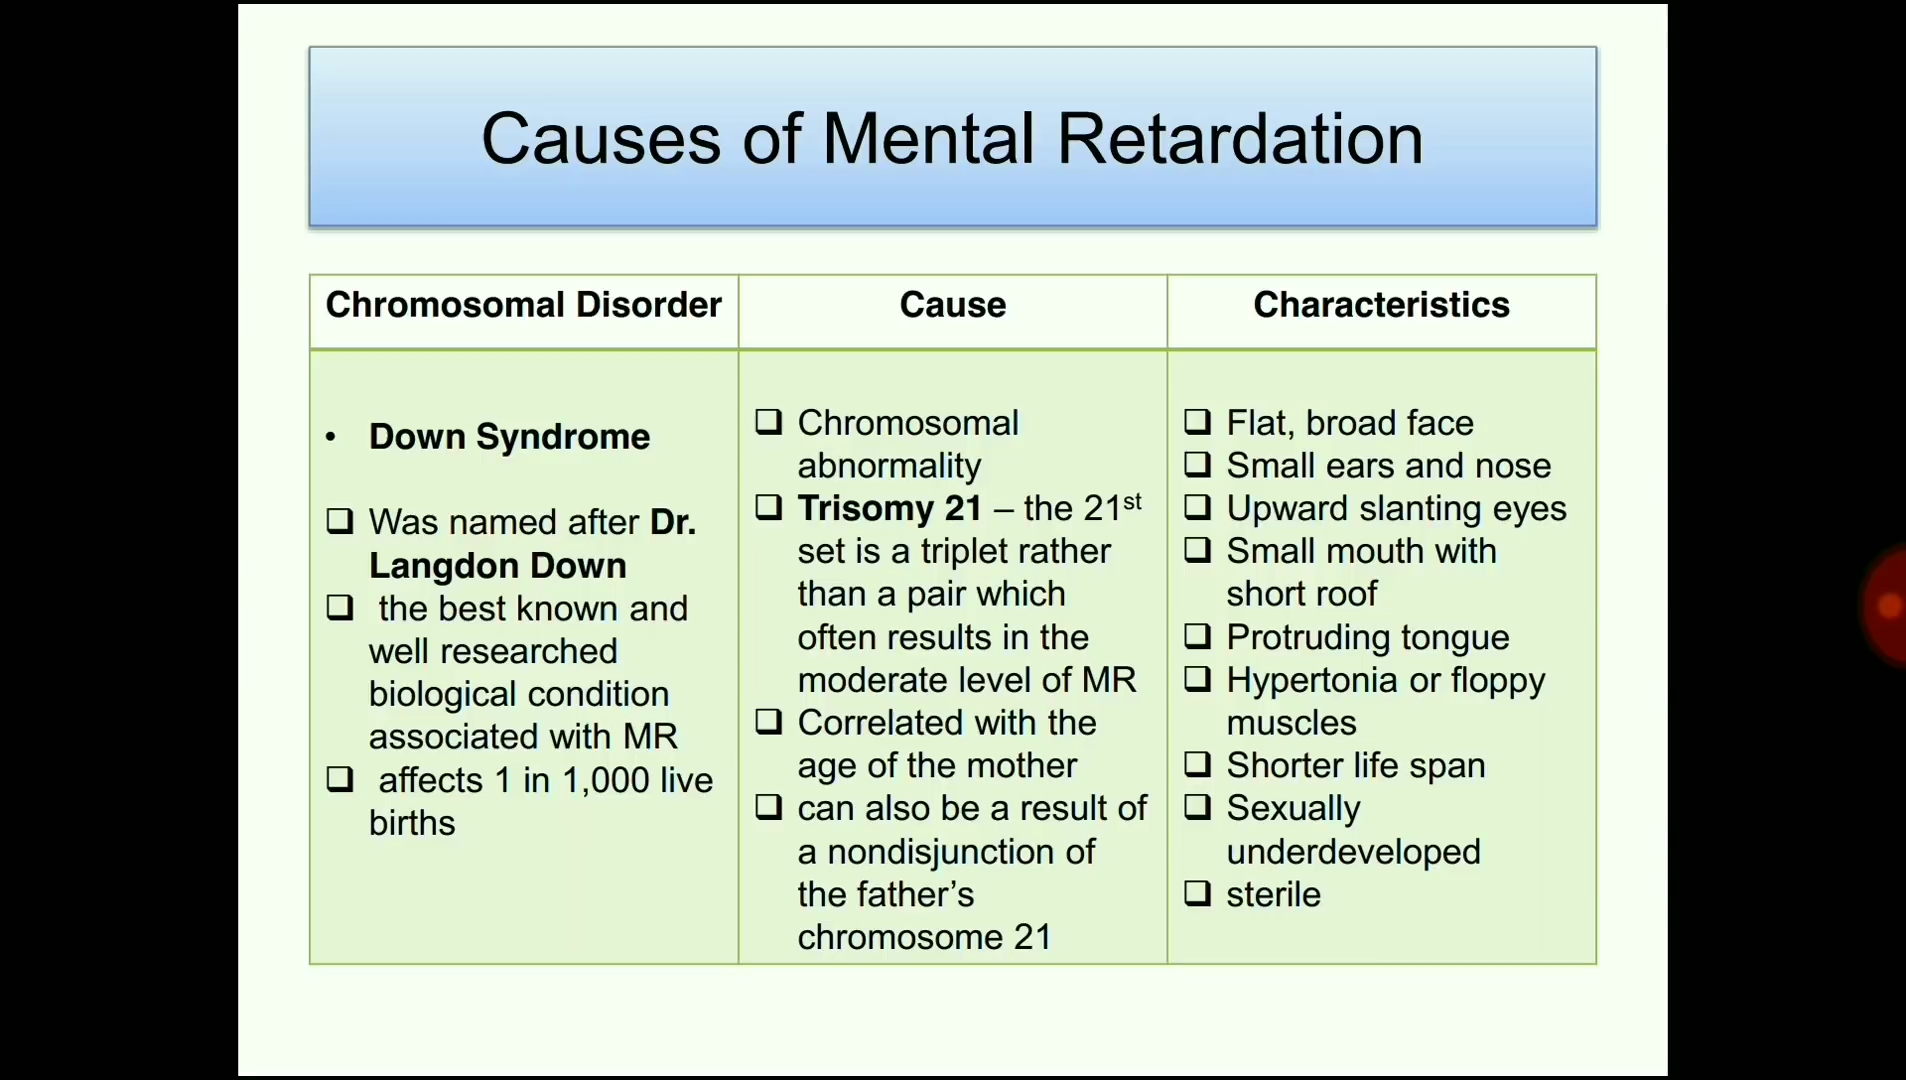 Causes of Mental Retardation
Chromosomal Disorder
Cause
Characteristics
• Down Syndrome
❑ Was named after Dr.
Langdon Down
❑ the best known and
well researched
biological condition
associated with MR
❑ affects 1 in 1,000 live
births
❑ Chromosomal
abnormality
❑ Trisomy 21 – the 21st
set is a triplet rather
than a pair which
often results in the
moderate level of MR
❑ Correlated with the
age of the mother
❑ can also be a result of
a nondisjunction of
the father’s
chromosome 21
❑ Flat, broad face
❑ Small ears and nose
❑ Upward slanting eyes
❑ Small mouth with
short roof
❑ Protruding tongue
❑ Hypertonia or floppy
muscles
❑ Shorter life span
❑ Sexually
underdeveloped
❑ sterile